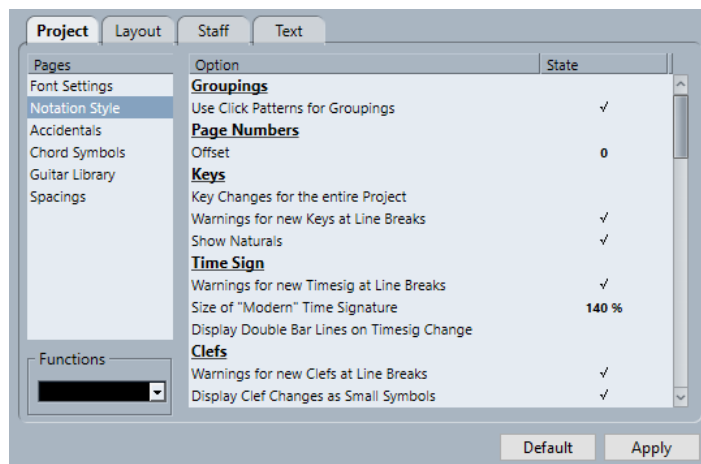 Project Layout Staff Text
Pages
Font Settings
Notation Style
Accidentals
Chord Symbols
Guitar Library
Spacings
Functions
Option State
Groupings
Use Click Patterns for Groupings √
Page Numbers
Offset 0
Keys
Key Changes for the entire Project
Warnings for new Keys at Line Breaks √
Show Naturals √
Time Sign
Warnings for new Timesig at Line Breaks √
Size of "Modern" Time Signature 140 %
Display Double Bar Lines on Timesig Change
Clefs
Warnings for new Clefs at Line Breaks √
Display Clef Changes as Small Symbols √
Default Apply